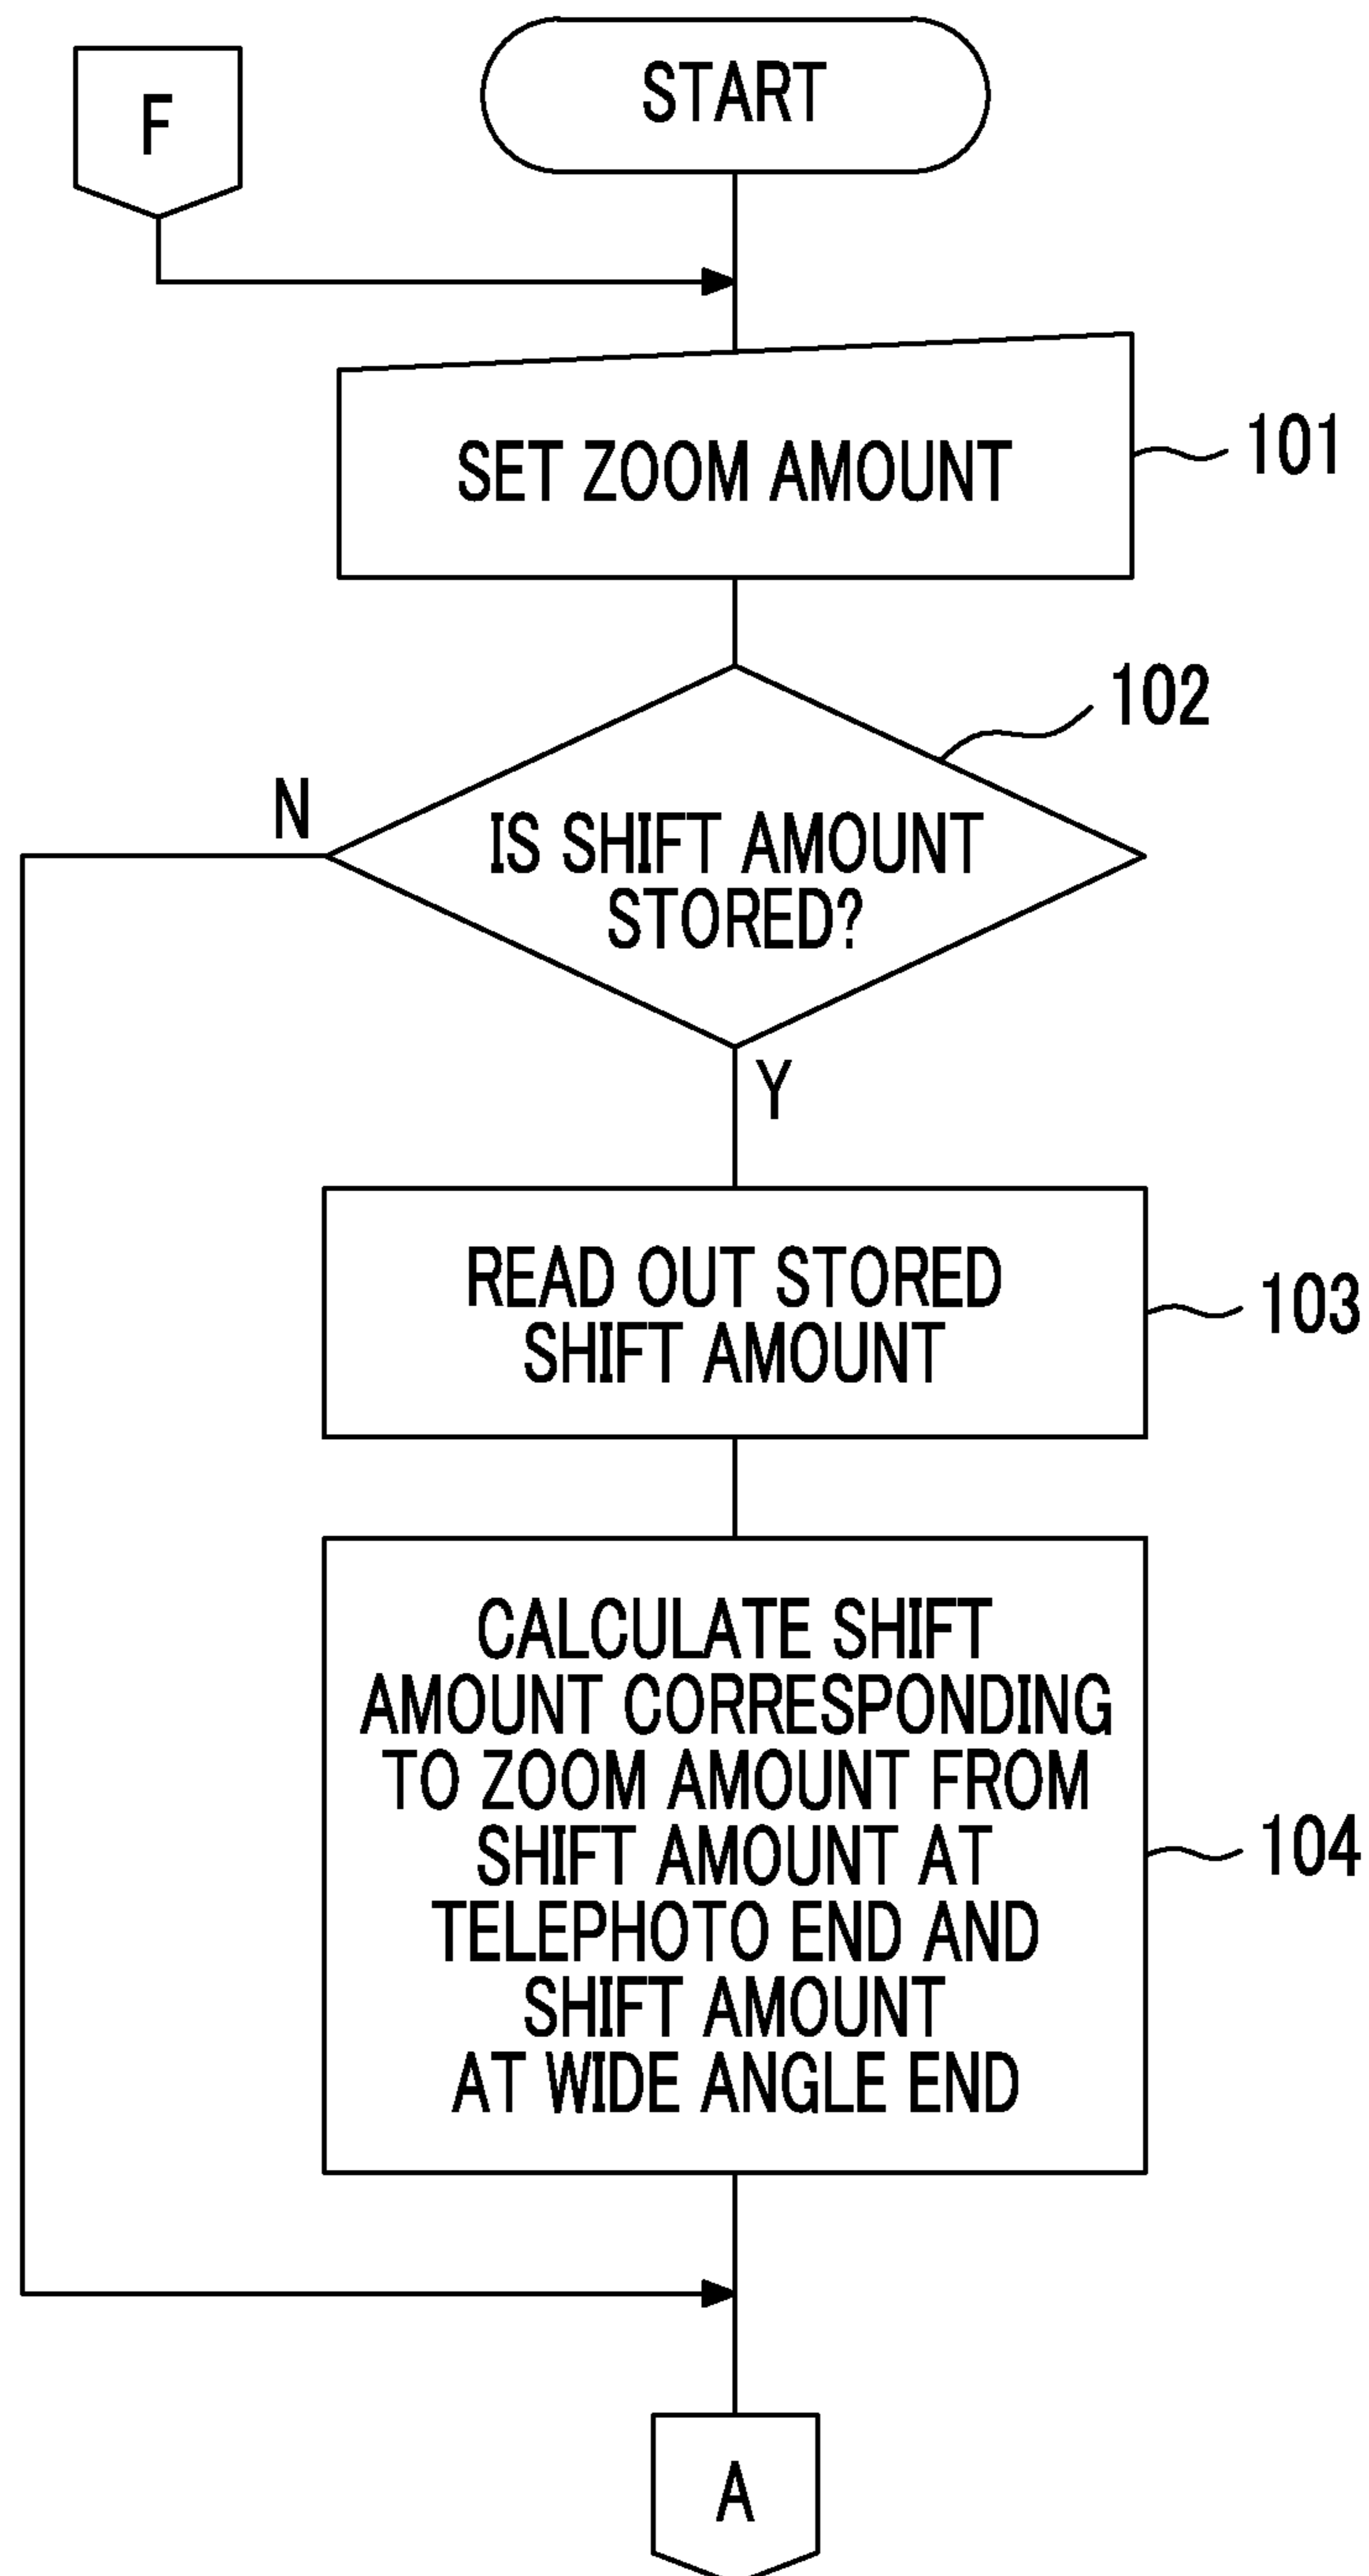 F
START
SET ZOOM AMOUNT
101
102
N
IS SHIFT AMOUNT
STORED?
Y
READ OUT STORED
SHIFT AMOUNT
103
CALCULATE SHIFT
AMOUNT CORRESPONDING
TO ZOOM AMOUNT FROM
SHIFT AMOUNT AT
TELEPHOTO END AND
SHIFT AMOUNT
AT WIDE ANGLE END
104
A